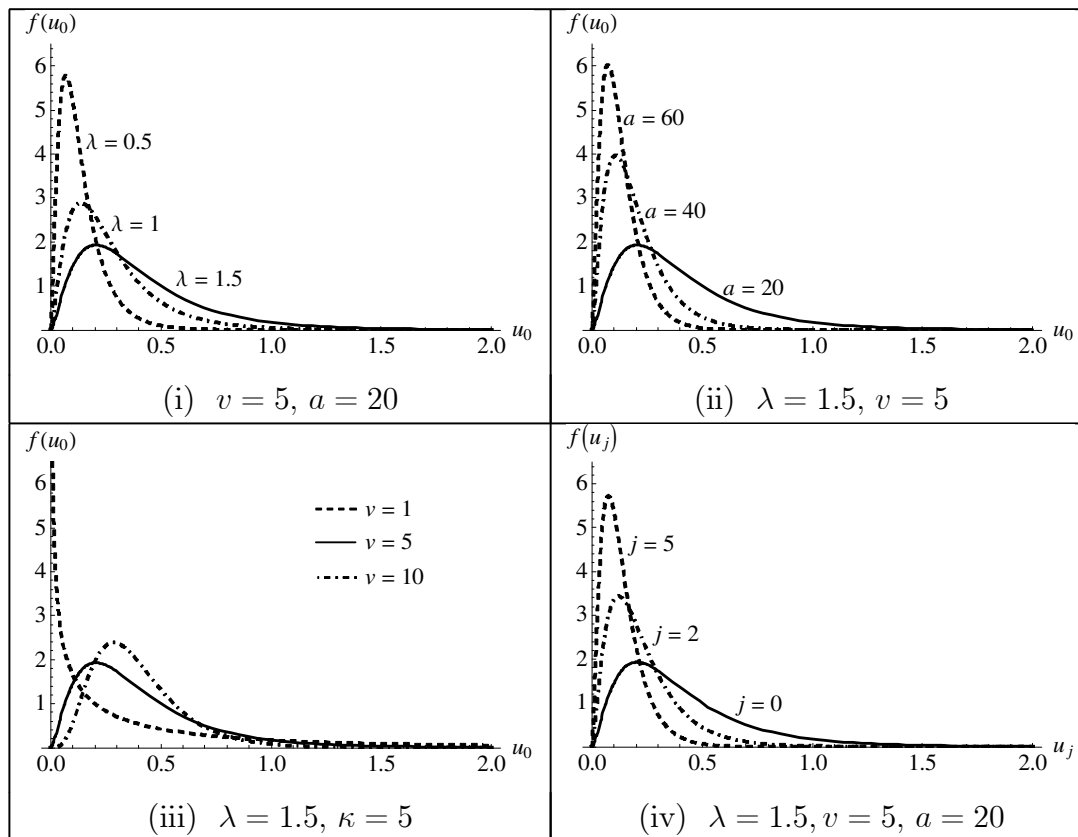 f(u₀)
6
5
4
3
2
1
λ = 0.5
λ = 1
λ = 1.5
0.0 0.5 1.0 1.5 2.0 u₀
(i) v = 5, a = 20
f(u₀)
6
5
4
3
2
1
a = 60
a = 40
a = 20
0.0 0.5 1.0 1.5 2.0 u₀
(ii) λ = 1.5, v = 5
f(u₀)
6
5
4
3
2
1
v = 1
v = 5
v = 10
0.0 0.5 1.0 1.5 2.0 u₀
(iii) λ = 1.5, κ = 5
f(uⱼ)
6
5
4
3
2
1
j = 5
j = 2
j = 0
0.0 0.5 1.0 1.5 2.0 uⱼ
(iv) λ = 1.5, v = 5, a = 20